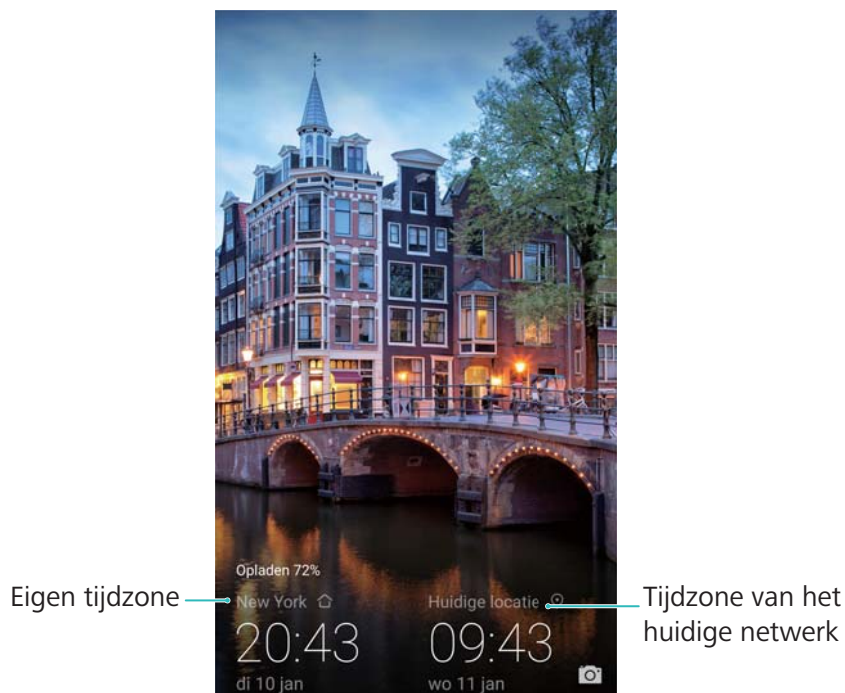 Opladen 72%
Eigen tijdzone
New York
Huidige locatie
Tijdzone van het
huidige netwerk
20:43
09:43
di 10 jan
wo 11 jan